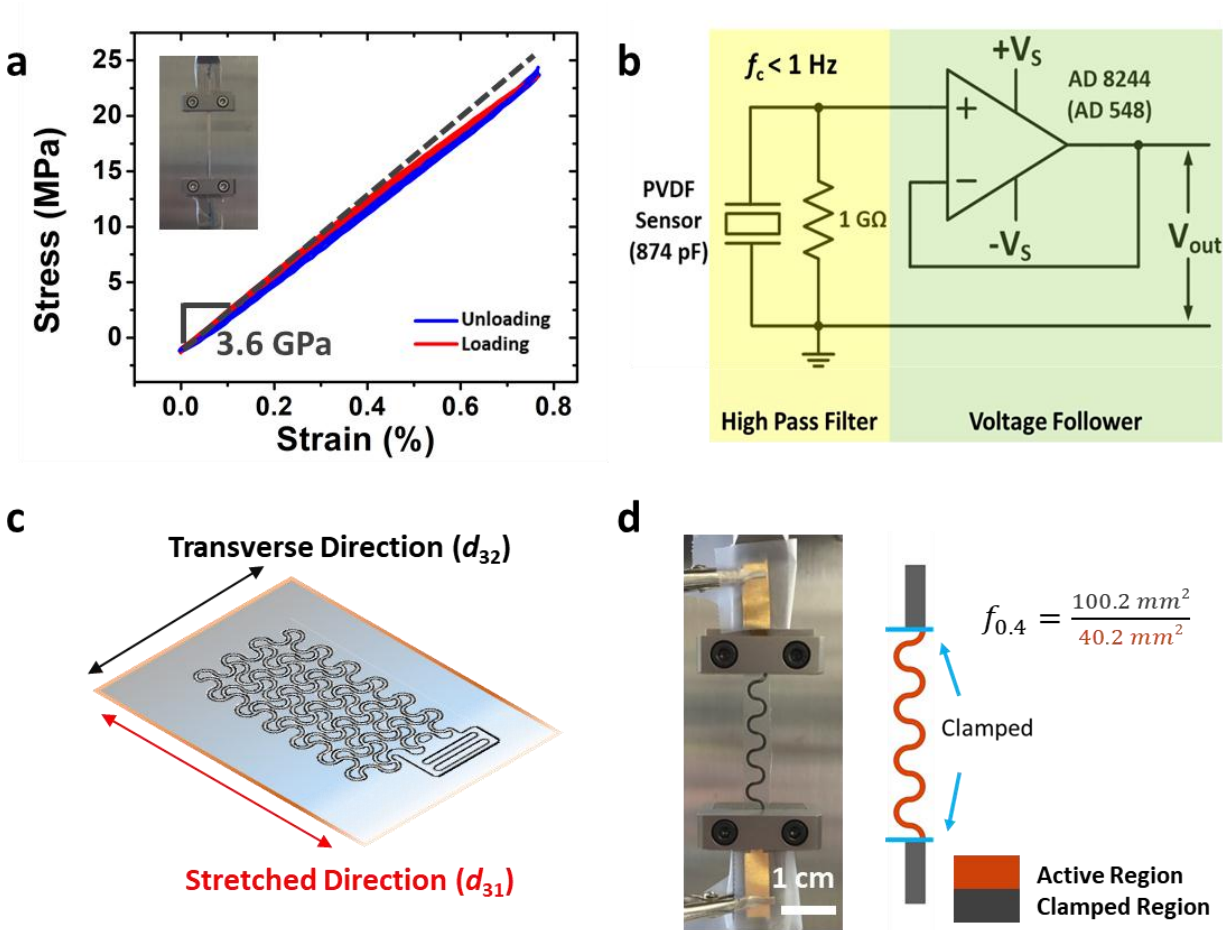 a
Stress (MPa)
25
20
15
10
5
0
3.6 GPa
Unloading
Loading
0.0 0.2 0.4 0.6 0.8
Strain (%)
b
f_c < 1 Hz
+V_S
AD 8244
(AD 548)
+
−
PVDF
Sensor
(874 pF)
1 GΩ
-V_S
V_out
High Pass Filter
Voltage Follower
c
Transverse Direction (d_32)
Stretched Direction (d_31)
d
1 cm
f_0.4 = 100.2 mm² / 40.2 mm²
Clamped
Active Region
Clamped Region